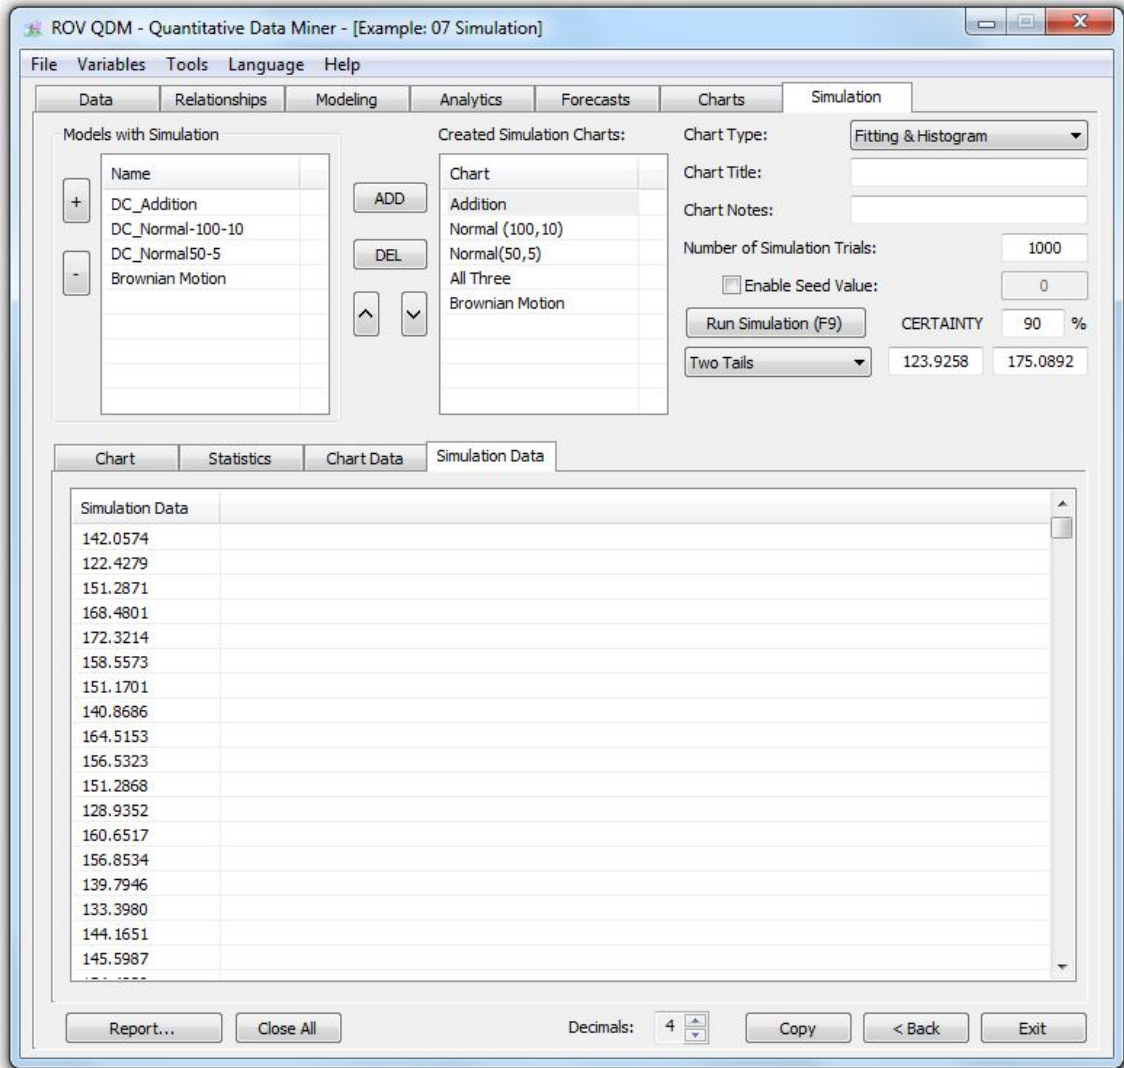 ROV QDM - Quantitative Data Miner - [Example: 07 Simulation]
File Variables Tools Language Help
Data Relationships Modeling Analytics Forecasts Charts Simulation
Models with Simulation
Name
DC_Addition
DC_Normal-100-10
DC_Normal50-5
Brownian Motion
+
-
ADD
DEL
Created Simulation Charts:
Chart
Addition
Normal (100,10)
Normal(50,5)
All Three
Brownian Motion
Chart Type: Fitting & Histogram
Chart Title:
Chart Notes:
Number of Simulation Trials: 1000
Enable Seed Value: 0
Run Simulation (F9) CERTAINTY 90 %
Two Tails 123.9258 175.0892
Chart Statistics Chart Data Simulation Data
Simulation Data
142.0574
122.4279
151.2871
168.4801
172.3214
158.5573
151.1701
140.8686
164.5153
156.5323
151.2868
128.9352
160.6517
156.8534
139.7946
133.3980
144.1651
145.5987
Report... Close All Decimals: 4 Copy < Back Exit